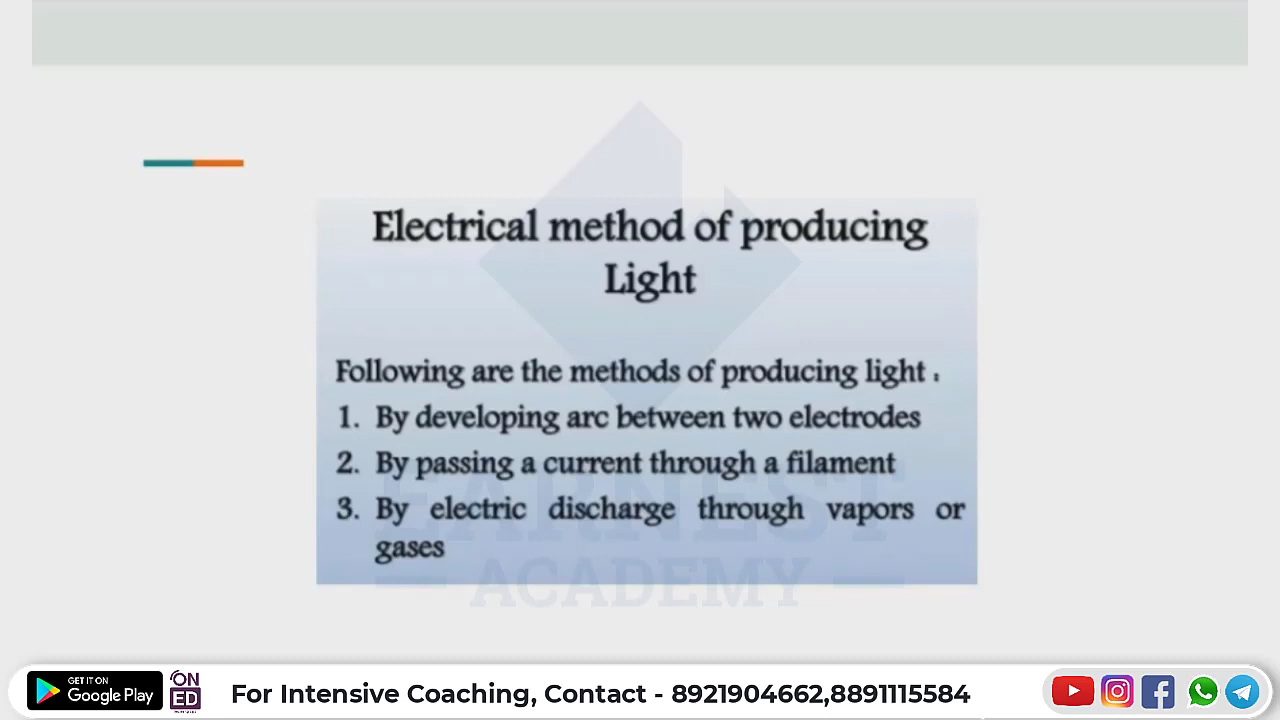 Electrical method of producing
Light
Following are the methods of producing light :
1. By developing arc between two electrodes
2. By passing a current through a filament
3. By electric discharge through vapors or
gases
EARNEST
ACADEMY
GET IT ON
Google Play
ON
ED
For Intensive Coaching, Contact - 8921904662,8891115584